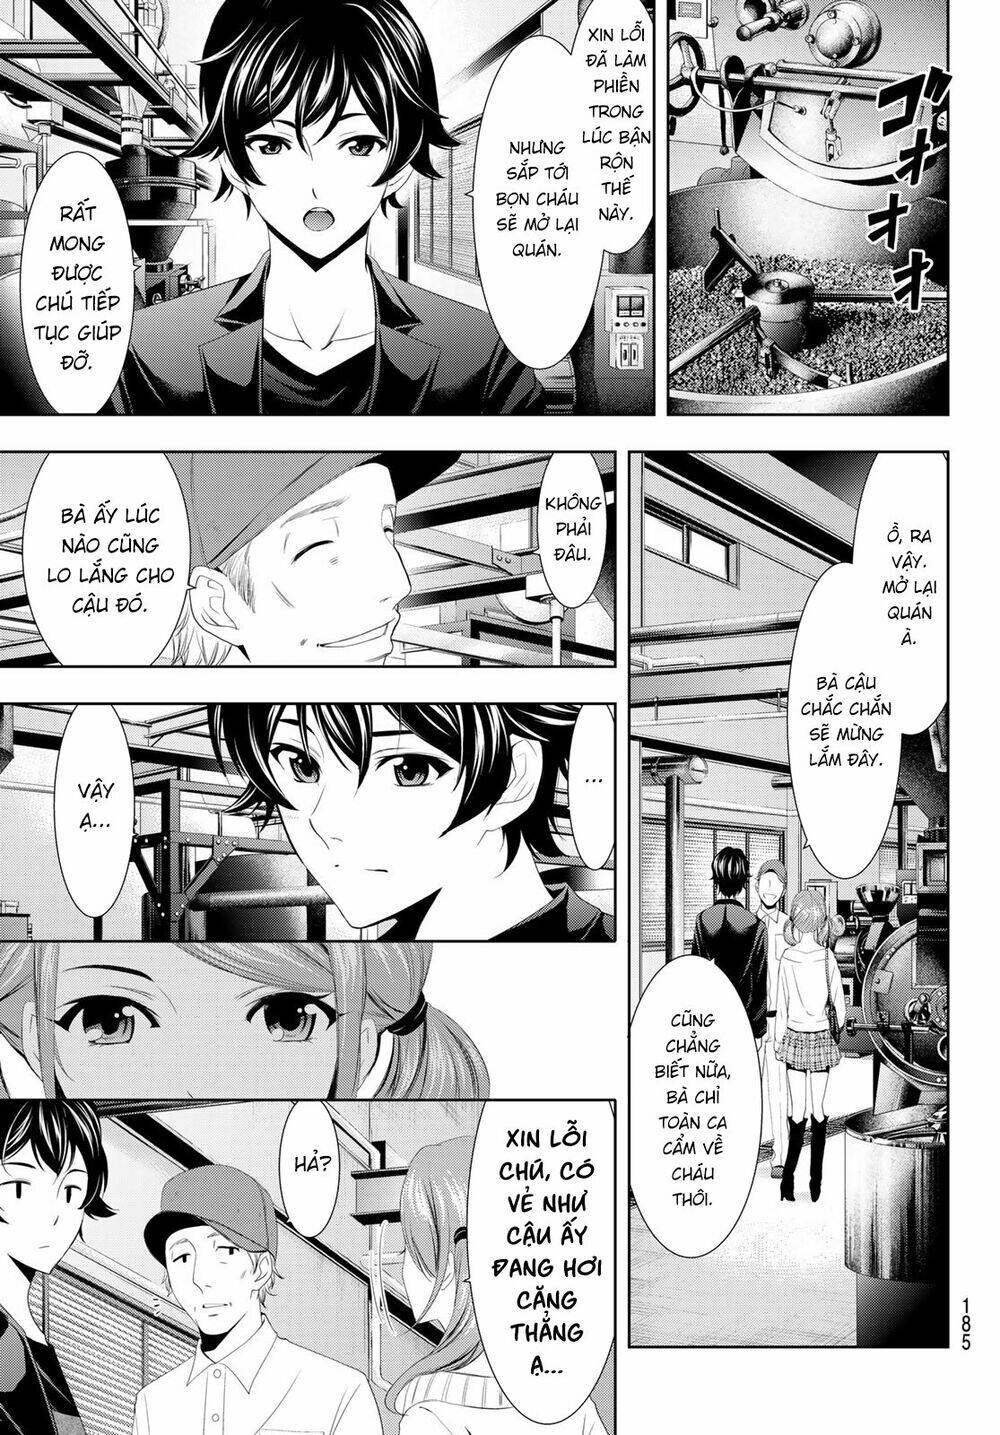 ゴオオオ
XIN LỖI
ĐÃ LÀM
PHIỀN
TRONG
LÚC BẬN
RỘN
THẾ
NÀY.
NHƯNG
SẮP TỚI
BỌN CHÁU
SẼ MỞ LẠI
QUÁN.
RẤT
MONG
ĐƯỢC
CHÚ TIẾP
TỤC GIÚP
ĐỠ.
Ồ, RA
VẬY.
MỞ LẠI
QUÁN
À.
BÀ CẬU
CHẮC CHẮN
SẼ MỪNG
LẮM ĐÂY.
CŨNG
CHẲNG
BIẾT NỮA,
BÀ CHỈ
TOÀN CA
CẨM VỀ
CHÁU
THÔI.
KHÔNG
PHẢI
ĐÂU.
BÀ ẤY LÚC
NÀO CŨNG
LO LẮNG CHO
CẬU ĐÓ.
...
VẬY
Ạ...
XIN LỖI
CHÚ, CÓ
VẺ NHƯ
CẬU ẤY
ĐANG HƠI
CĂNG
THẲNG
Ạ...
HẢ?
185